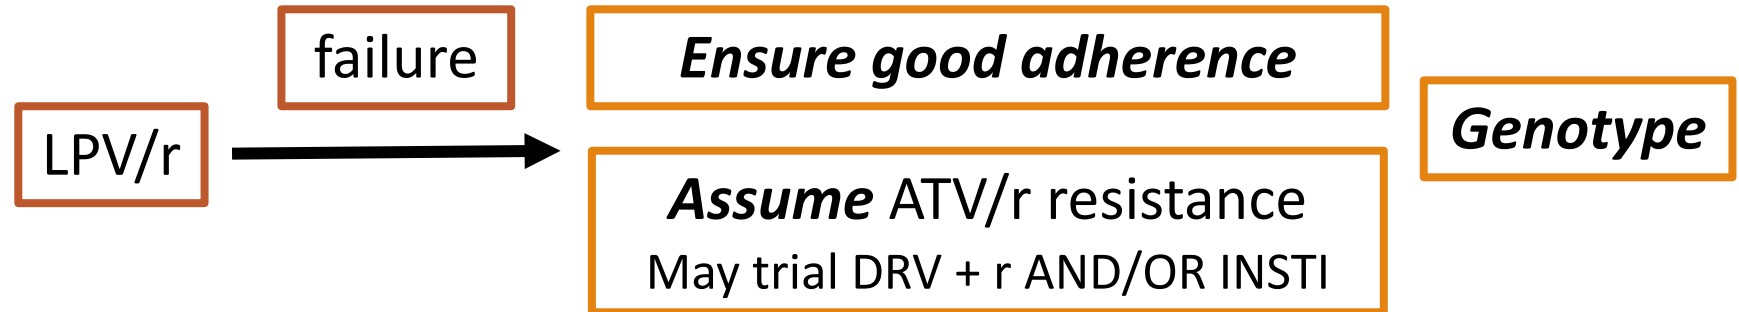 LPV/r
failure
Ensure good adherence
Assume ATV/r resistance
May trial DRV + r AND/OR INSTI
Genotype